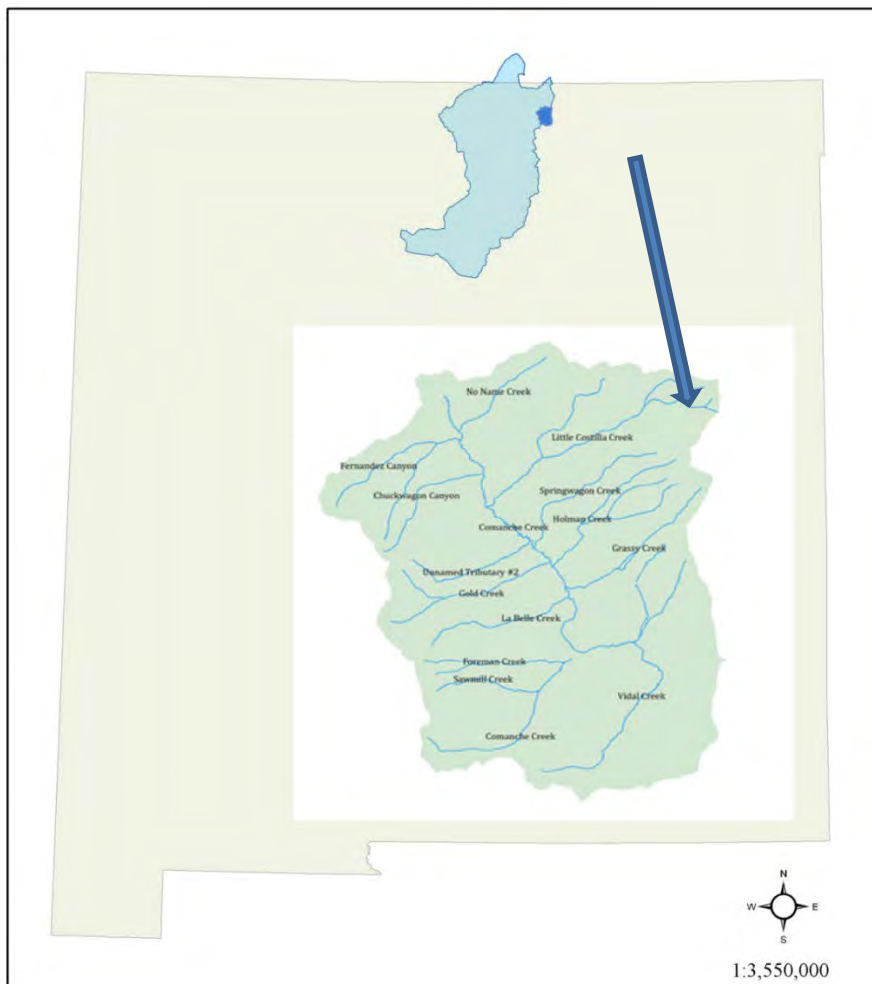 No Name Creek
Little Costilla Creek
Fernandez Canyon
Chuckwagon Canyon
Springwagon Creek
Holman Creek
Comanche Creek
Grassy Creek
Unnamed Tributary #2
Gold Creek
La Belle Creek
Foreman Creek
Sawmill Creek
Vidal Creek
Comanche Creek
N
W
E
S
1:3,550,000